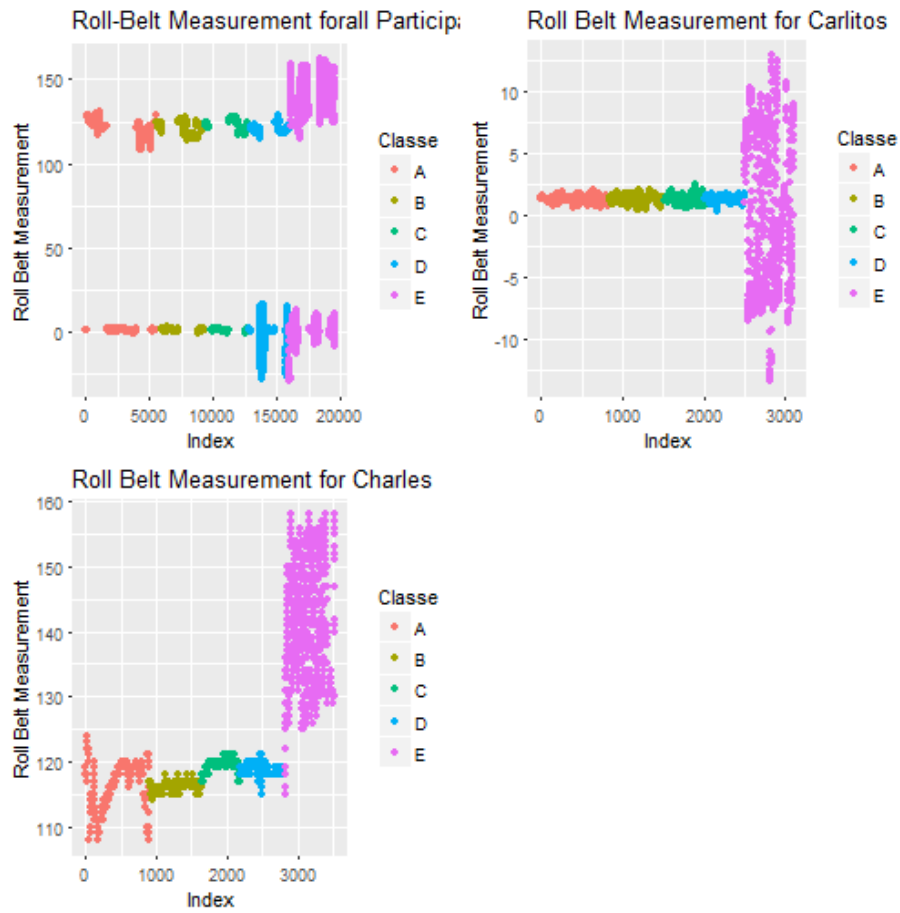 Roll-Belt Measurement forall Particip
Roll Belt Measurement
150
100
50
0
0 5000 10000 15000 20000
Index
Classe
A
B
C
D
E
Roll Belt Measurement for Carlitos
Roll Belt Measurement
10
5
0
-5
-10
0 1000 2000 3000
Index
Classe
A
B
C
D
E
Roll Belt Measurement for Charles
Roll Belt Measurement
160
150
140
130
120
110
0 1000 2000 3000
Index
Classe
A
B
C
D
E